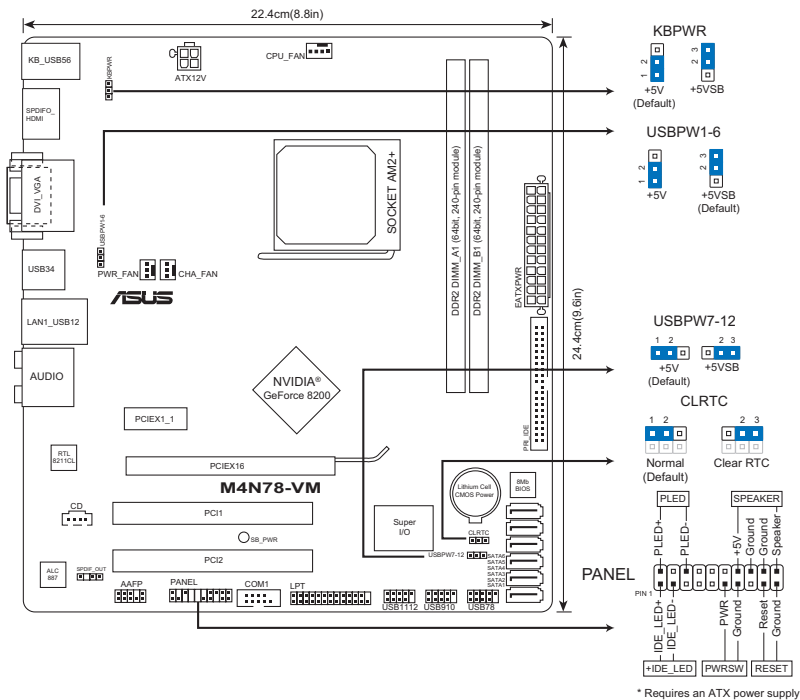 22.4cm(8.8in)
KB_USB56
KBPWR
ATX12V
CPU_FAN
SPDIFO_
HDMI
DVI_VGA
USBPW1-6
SOCKET AM2+
DDR2 DIMM_A1 (64bit, 240-pin module)
DDR2 DIMM_B1 (64bit, 240-pin module)
EATXPWR
24.4cm(9.6in)
USB34
PWR_FAN
CHA_FAN
ASUS
LAN1_USB12
AUDIO
NVIDIA®
GeForce 8200
PRI_IDE
PCIEX1_1
RTL
8211CL
PCIEX16
M4N78-VM
Lithium Cell
CMOS Power
8Mb
BIOS
CD
PCI1
Super
I/O
CLRTC
SB_PWR
USBPW7-12
SATA6
SATA5
SATA4
SATA3
SATA2
SATA1
PCI2
ALC
887
SPDIF_OUT
AAFP
PANEL
COM1
LPT
USB1112
USB910
USB78
KBPWR
2
1
3
2
+5V
(Default)
+5VSB
USBPW1-6
2
1
3
2
+5V
+5VSB
(Default)
USBPW7-12
1 2
2 3
+5V
(Default)
+5VSB
CLRTC
1 2
2 3
Normal
(Default)
Clear RTC
PLED
SPEAKER
PLED+
PLED-
+5V
Ground
Ground
Speaker
PANEL
PIN 1
IDE_LED+
IDE_LED-
PWR
Ground
Reset
Ground
+IDE_LED
PWRSW
RESET
* Requires an ATX power supply